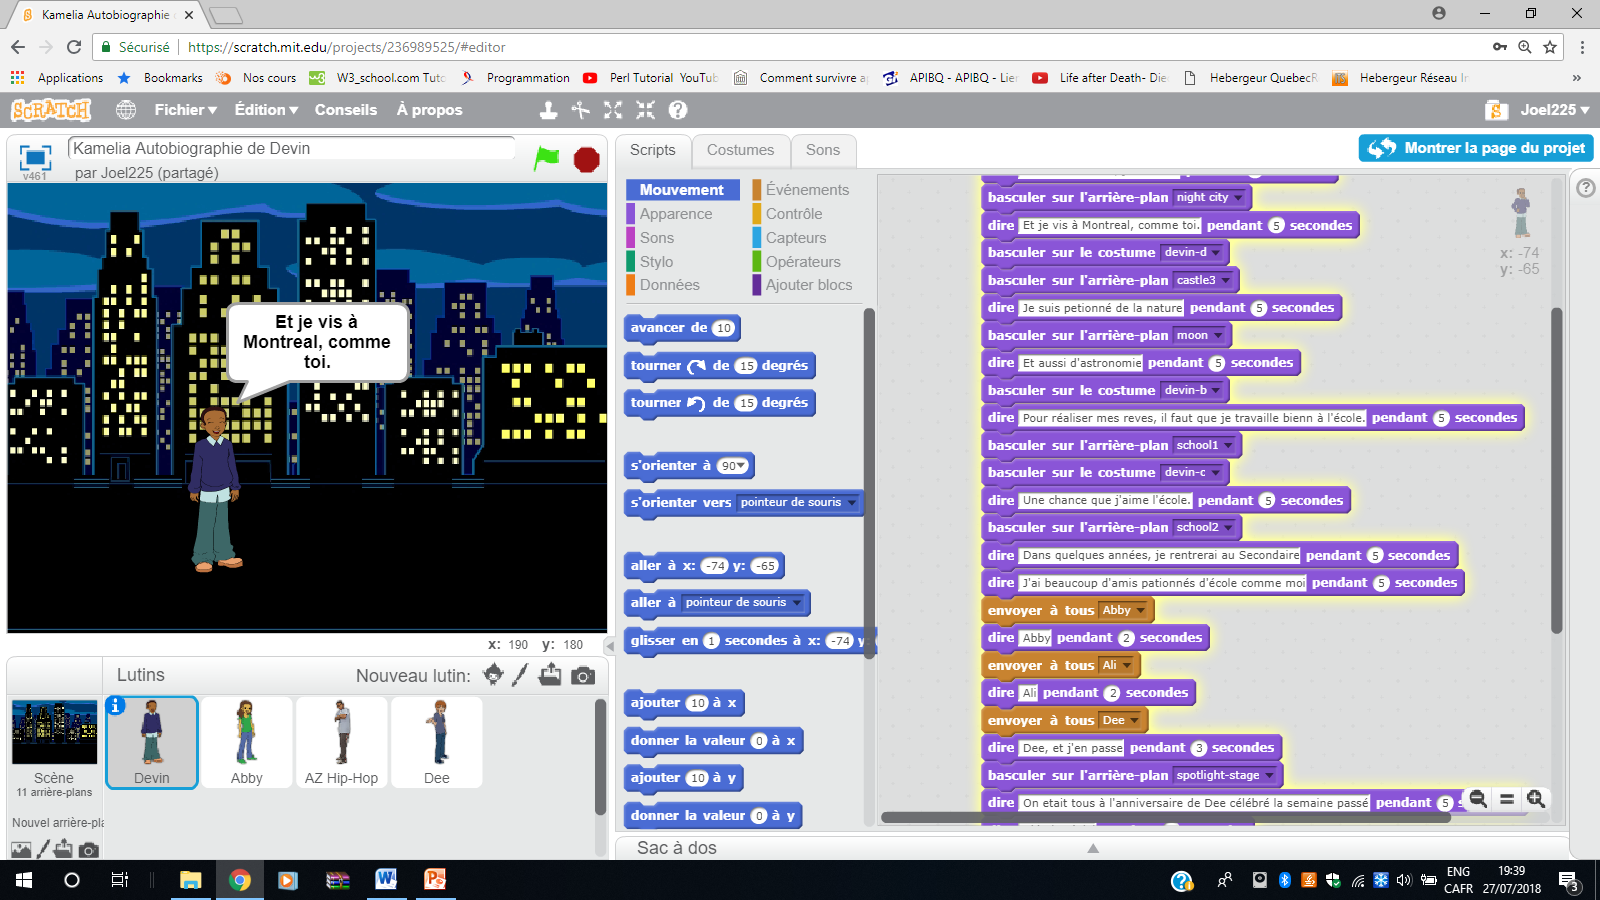 Kamelia Autobiographie
Sécurisé
https://scratch.mit.edu/projects/236989525/#editor
Applications
Bookmarks
Nos cours
W3_school.com Tuto
Programmation
Perl Tutorial YouTub
Comment survivre a
APIBQ - APIBQ - Lien
Life after Death- Die
Hebergeur QuebecR
Hebergeur Réseau In
»
SCRATCH
Fichier
Édition
Conseils
À propos
Joel225
v461
Kamelia Autobiographie de Devin
par Joel225 (partagé)
Scripts
Costumes
Sons
Montrer la page du projet
Et je vis à
Montreal, comme
toi.
x: 190 y: 180
Mouvement
Événements
Apparence
Contrôle
Sons
Capteurs
Stylo
Opérateurs
Données
Ajouter blocs
avancer de 10
tourner de 15 degrés
tourner de 15 degrés
s'orienter à 90
s'orienter vers pointeur de souris
aller à x: -74 y: -65
aller à pointeur de souris
glisser en 1 secondes à x: -74 y:
ajouter 10 à x
donner la valeur 0 à x
ajouter 10 à y
donner la valeur 0 à y
basculer sur l'arrière-plan night city
dire Et je vis à Montreal, comme toi. pendant 5 secondes
basculer sur le costume devin-d
basculer sur l'arrière-plan castle3
dire Je suis petionné de la nature pendant 5 secondes
basculer sur l'arrière-plan moon
dire Et aussi d'astronomie pendant 5 secondes
basculer sur le costume devin-b
dire Pour réaliser mes reves, il faut que je travaille bienn à l'école. pendant 5 secondes
basculer sur l'arrière-plan school1
basculer sur le costume devin-c
dire Une chance que j'aime l'école. pendant 5 secondes
basculer sur l'arrière-plan school2
dire Dans quelques années, je rentrerai au Secondaire pendant 5 secondes
dire J'ai beaucoup d'amis pationnés d'école comme moi pendant 5 secondes
envoyer à tous Abby
dire Abby pendant 2 secondes
envoyer à tous Ali
dire Ali pendant 2 secondes
envoyer à tous Dee
dire Dee, et j'en passe pendant 3 secondes
basculer sur l'arrière-plan spotlight-stage
dire On etait tous à l'anniversaire de Dee célébré la semaine passé pendant 5 s
x: -74
y: -65
Lutins
Nouveau lutin:
Scène
11 arrière-plans
Nouvel arrière-pla
Devin
Abby
AZ Hip-Hop
Dee
Sac à dos
ENG
CAFR
19:39
27/07/2018
3